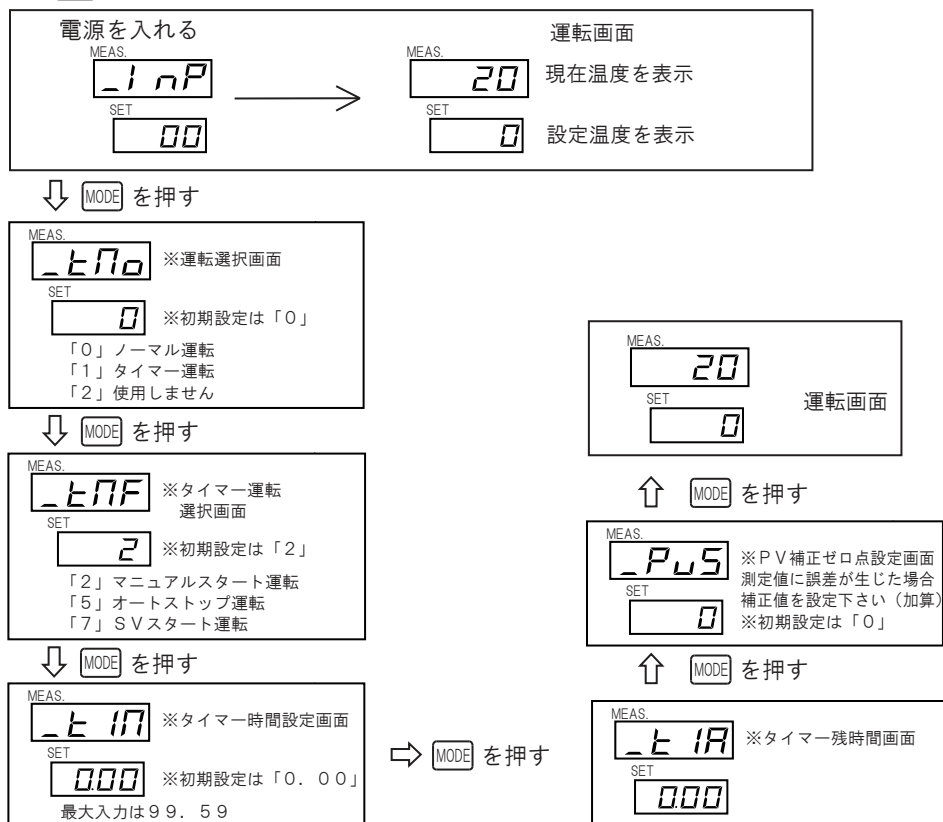 電源を入れる
MEAS.
_InP
SET
00
運転画面
MEAS.
20 現在温度を表示
SET
0 設定温度を表示
MODE を押す
MEAS.
_tMo ※運転選択画面
SET
0 ※初期設定は「0」
「0」ノーマル運転
「1」タイマー運転
「2」使用しません
MODE を押す
MEAS.
_tMF ※タイマー運転
選択画面
SET
2 ※初期設定は「2」
「2」マニュアルスタート運転
「5」オートストップ運転
「7」SVスタート運転
MODE を押す
MEAS.
_tIM ※タイマー時間設定画面
SET
0.00 ※初期設定は「0.00」
最大入力は99.59
MODE を押す
MEAS.
_tIA ※タイマー残時間画面
SET
0.00
MODE を押す
MEAS.
_PvS ※PV補正ゼロ点設定画面
測定値に誤差が生じた場合
補正値を設定下さい(加算)
SET
0 ※初期設定は「0」
MODE を押す
MEAS.
20
SET
0
運転画面